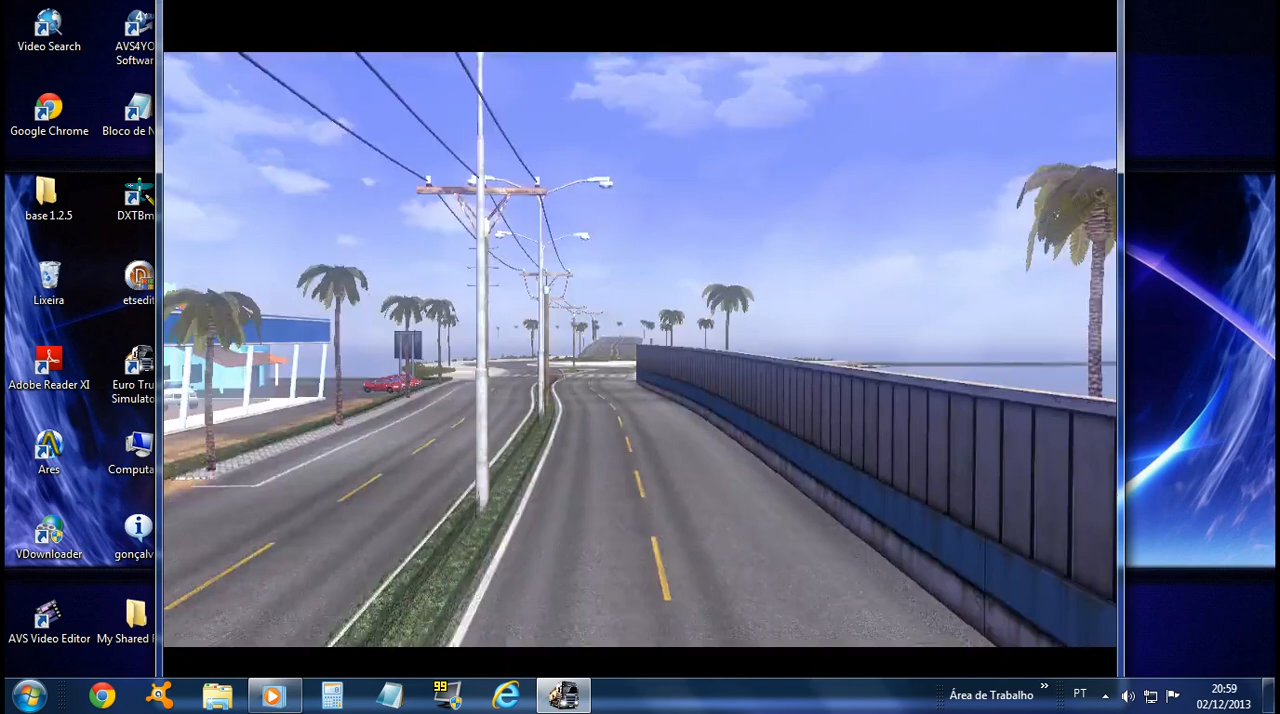 Video Search
AVS4YO
Software
Google Chrome
Bloco de N
base 1.2.5
DXTBm
Lixeira
etsedit
Adobe Reader XI
Euro Tru
Simulato
Ares
Computa
VDownloader
gonçalv
AVS Video Editor
My Shared F
99
Área de Trabalho
»
PT
20:59
02/12/2013